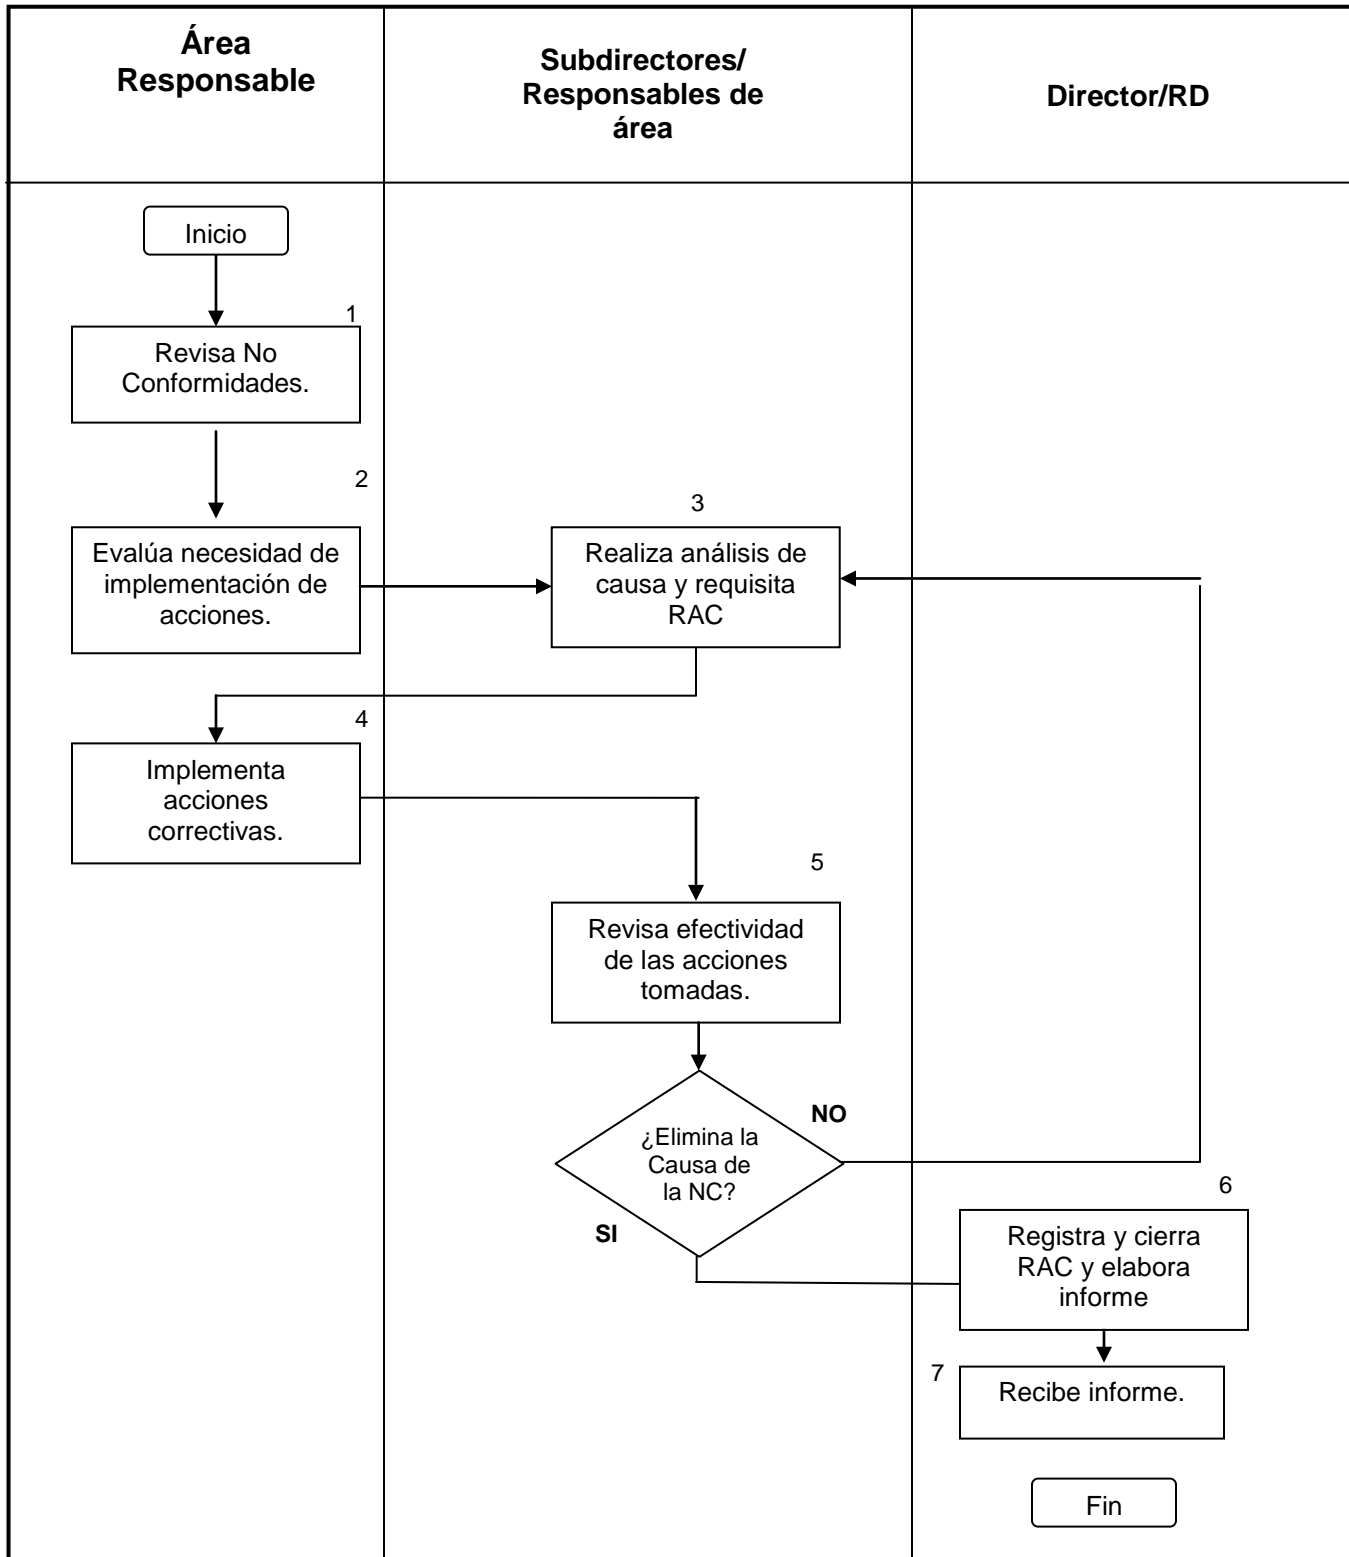 Área
Responsable
Subdirectores/
Responsables de
área
Director/RD
Inicio
1
Revisa No
Conformidades.
2
Evalúa necesidad de
implementación de
acciones.
3
Realiza análisis de
causa y requisita
RAC
4
Implementa
acciones
correctivas.
5
Revisa efectividad
de las acciones
tomadas.
¿Elimina la
Causa de
la NC?
NO
SI
6
Registra y cierra
RAC y elabora
informe
7
Recibe informe.
Fin